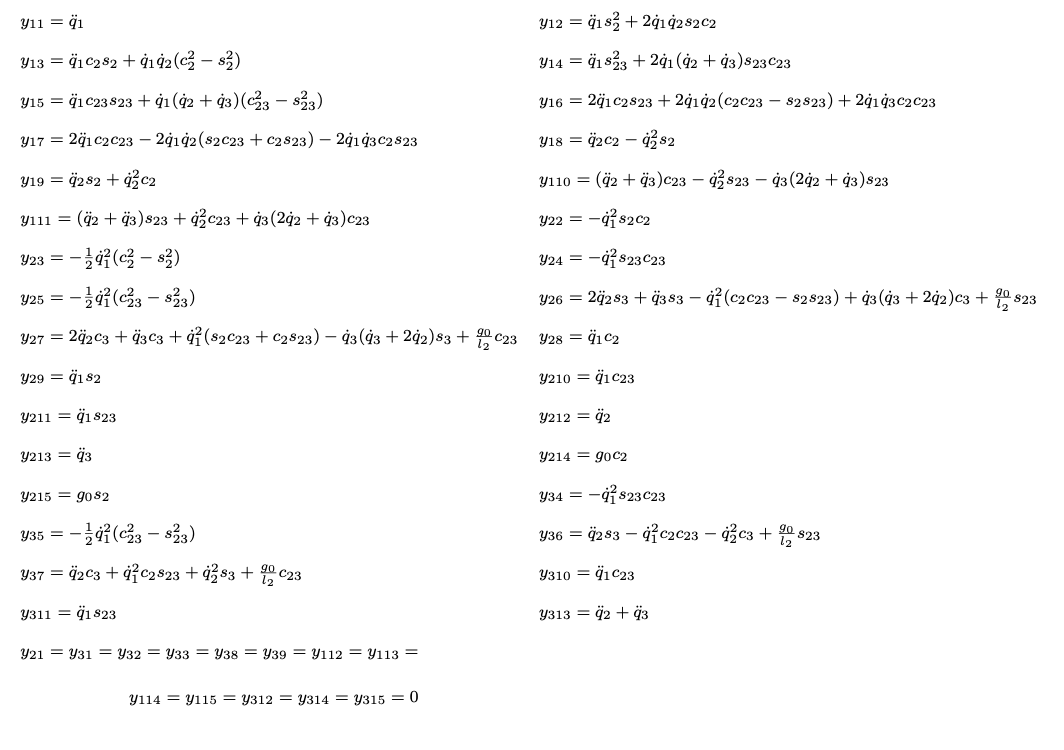 $y_{11} = \ddot{q}_1$
$y_{12} = \ddot{q}_1 s_2^2 + 2\dot{q}_1\dot{q}_2 s_2 c_2$
$y_{13} = \ddot{q}_1 c_2 s_2 + \dot{q}_1\dot{q}_2(c_2^2 - s_2^2)$
$y_{14} = \ddot{q}_1 s_{23}^2 + 2\dot{q}_1(\dot{q}_2 + \dot{q}_3)s_{23}c_{23}$
$y_{15} = \ddot{q}_1 c_{23}s_{23} + \dot{q}_1(\dot{q}_2 + \dot{q}_3)(c_{23}^2 - s_{23}^2)$
$y_{16} = 2\ddot{q}_1 c_2 s_{23} + 2\dot{q}_1\dot{q}_2(c_2 c_{23} - s_2 s_{23}) + 2\dot{q}_1\dot{q}_3 c_2 c_{23}$
$y_{17} = 2\ddot{q}_1 c_2 c_{23} - 2\dot{q}_1\dot{q}_2(s_2 c_{23} + c_2 s_{23}) - 2\dot{q}_1\dot{q}_3 c_2 s_{23}$
$y_{18} = \ddot{q}_2 c_2 - \dot{q}_2^2 s_2$
$y_{19} = \ddot{q}_2 s_2 + \dot{q}_2^2 c_2$
$y_{110} = (\ddot{q}_2 + \ddot{q}_3)c_{23} - \dot{q}_2^2 s_{23} - \dot{q}_3(2\dot{q}_2 + \dot{q}_3)s_{23}$
$y_{111} = (\ddot{q}_2 + \ddot{q}_3)s_{23} + \dot{q}_2^2 c_{23} + \dot{q}_3(2\dot{q}_2 + \dot{q}_3)c_{23}$
$y_{22} = -\dot{q}_1^2 s_2 c_2$
$y_{23} = -\frac{1}{2}\dot{q}_1^2(c_2^2 - s_2^2)$
$y_{24} = -\dot{q}_1^2 s_{23}c_{23}$
$y_{25} = -\frac{1}{2}\dot{q}_1^2(c_{23}^2 - s_{23}^2)$
$y_{26} = 2\ddot{q}_2 s_3 + \ddot{q}_3 s_3 - \dot{q}_1^2(c_2 c_{23} - s_2 s_{23}) + \dot{q}_3(\dot{q}_3 + 2\dot{q}_2)c_3 + \frac{g_0}{l_2}s_{23}$
$y_{27} = 2\ddot{q}_2 c_3 + \ddot{q}_3 c_3 + \dot{q}_1^2(s_2 c_{23} + c_2 s_{23}) - \dot{q}_3(\dot{q}_3 + 2\dot{q}_2)s_3 + \frac{g_0}{l_2}c_{23}$
$y_{28} = \ddot{q}_1 c_2$
$y_{29} = \ddot{q}_1 s_2$
$y_{210} = \ddot{q}_1 c_{23}$
$y_{211} = \ddot{q}_1 s_{23}$
$y_{212} = \ddot{q}_2$
$y_{213} = \ddot{q}_3$
$y_{214} = g_0 c_2$
$y_{215} = g_0 s_2$
$y_{34} = -\dot{q}_1^2 s_{23}c_{23}$
$y_{35} = -\frac{1}{2}\dot{q}_1^2(c_{23}^2 - s_{23}^2)$
$y_{36} = \ddot{q}_2 s_3 - \dot{q}_1^2 c_2 c_{23} - \dot{q}_2^2 c_3 + \frac{g_0}{l_2}s_{23}$
$y_{37} = \ddot{q}_2 c_3 + \dot{q}_1^2 c_2 s_{23} + \dot{q}_2^2 s_3 + \frac{g_0}{l_2}c_{23}$
$y_{310} = \ddot{q}_1 c_{23}$
$y_{311} = \ddot{q}_1 s_{23}$
$y_{313} = \ddot{q}_2 + \ddot{q}_3$
$y_{21} = y_{31} = y_{32} = y_{33} = y_{38} = y_{39} = y_{112} = y_{113} =$
$y_{114} = y_{115} = y_{312} = y_{314} = y_{315} = 0$